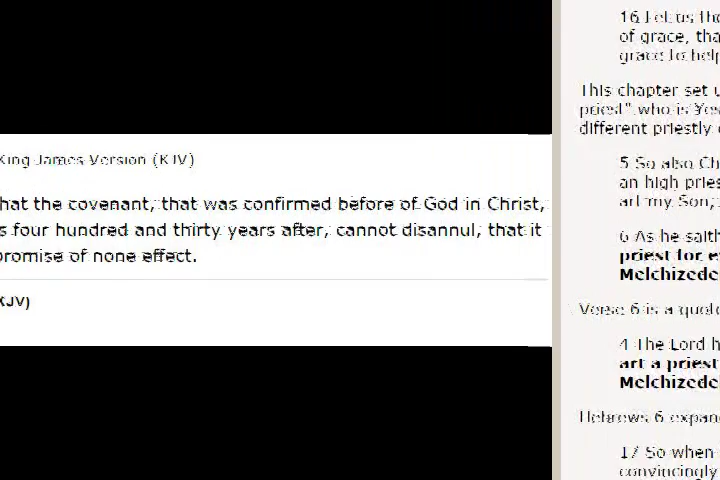 King James Version (KJV)
hat the covenant, that was confirmed before of God in Christ,
s four hundred and thirty years after, cannot disannul, that it
promise of none effect.
KJV)
16 Let us the
of grace, tha
grace to help
This chapter set u
priest" who is Yes
different priestly
5 So also Ch
an high pries
art my Son,
6 As he saith
priest for e
Melchizede
Verse 6 is a quote
4 The Lord h
art a priest
Melchizede
Hebrews 6 expan
17 So when
convincingly